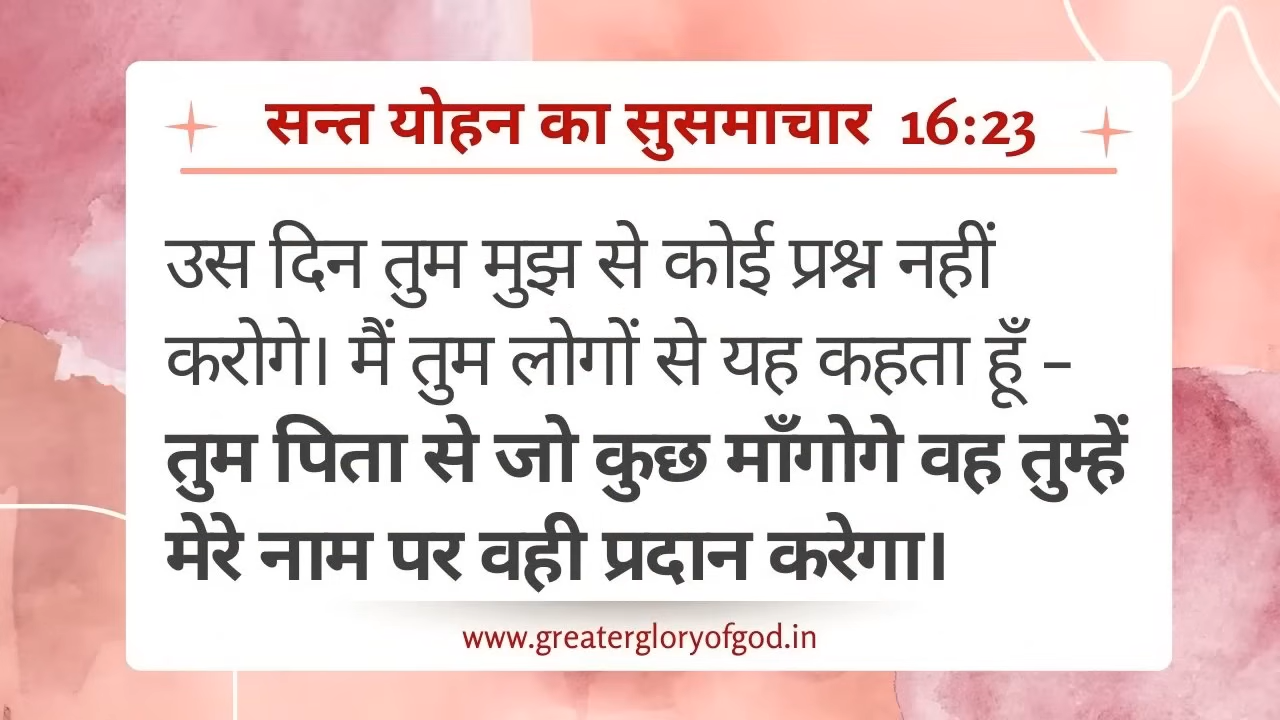 सन्त योहन का सुसमाचार 16:23
उस दिन तुम मुझ से कोई प्रश्न नहीं
करोगे। मैं तुम लोगों से यह कहता हूँ –
तुम पिता से जो कुछ माँगोगे वह तुम्हें
मेरे नाम पर वही प्रदान करेगा।
www.greatergloryofgod.in